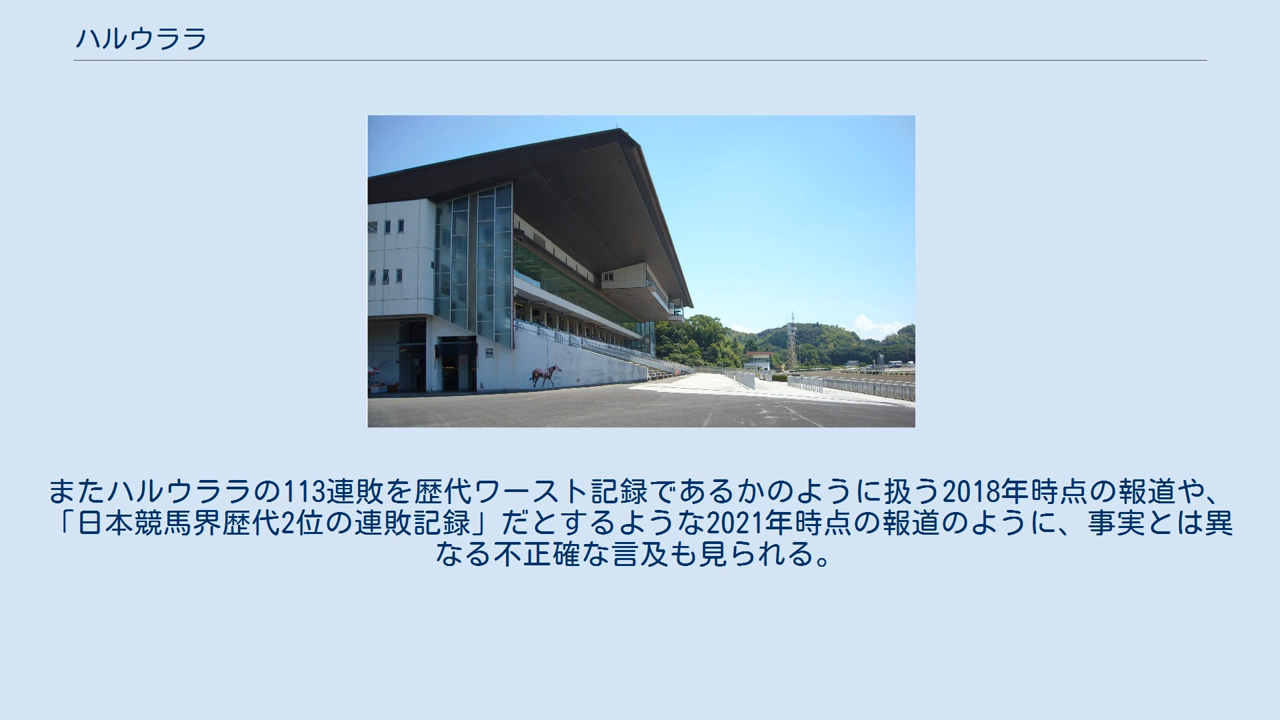 ハルウララ
またハルウララの113連敗を歴代ワースト記録であるかのように扱う2018年時点の報道や、
「日本競馬界歴代2位の連敗記録」だとするような2021年時点の報道のように、事実とは異
なる不正確な言及も見られる。